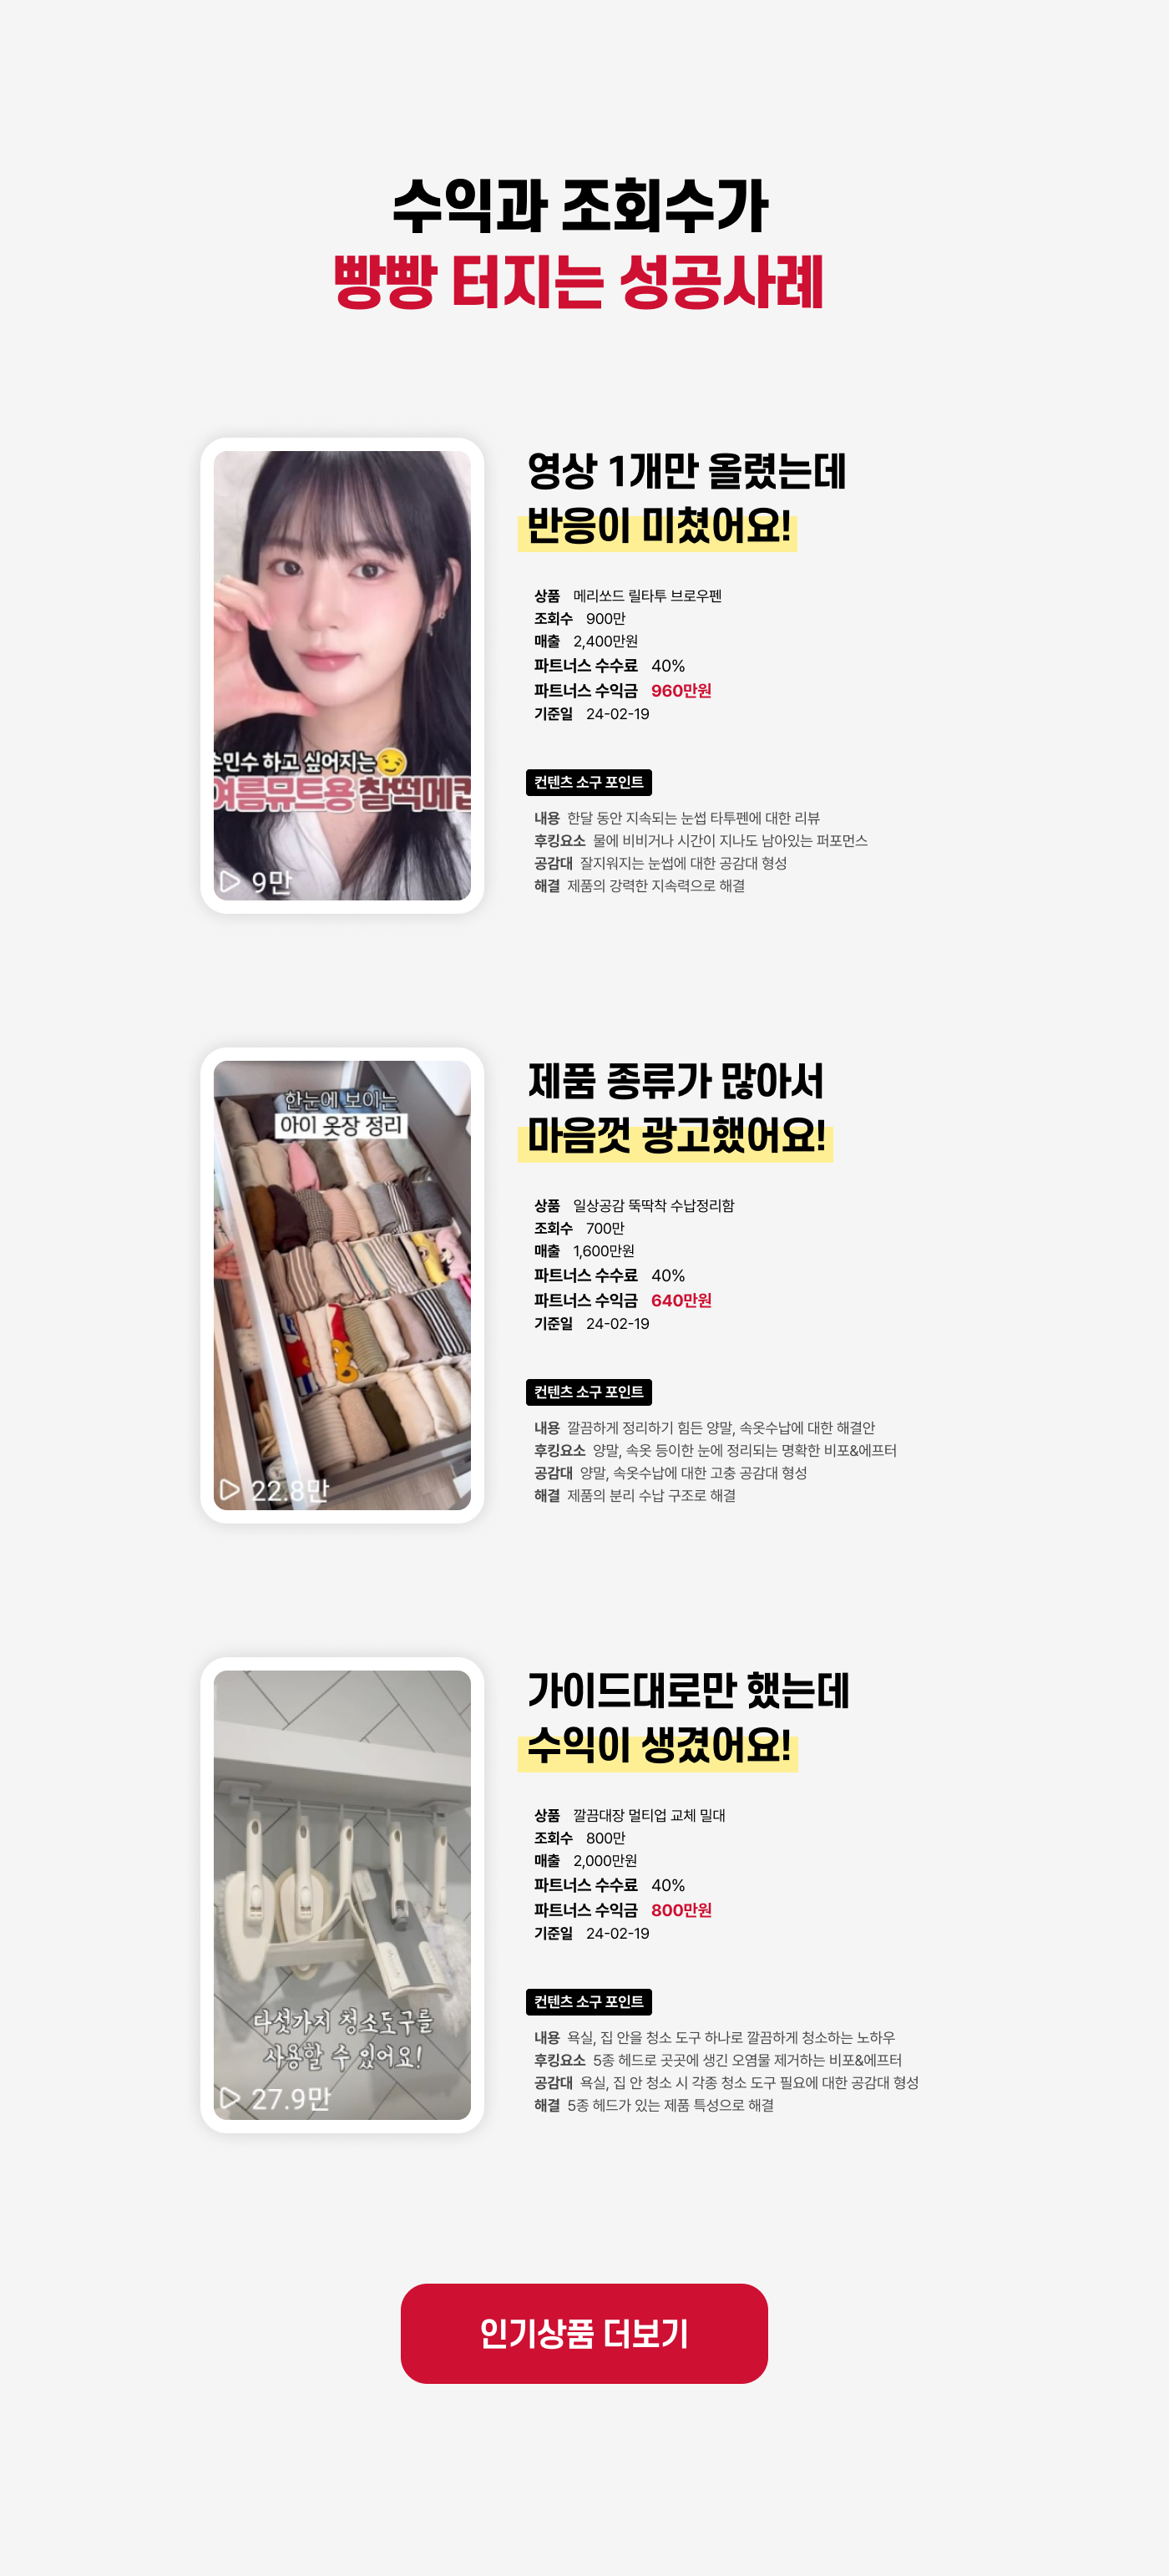 수익과 조회수가
빵빵 터지는 성공사례
손민수 하고 싶어지는
여름뮤트용 찰떡메컵
9만
영상 1개만 올렸는데
반응이 미쳤어요!
상품 메리쏘드 릴타투 브로우펜
조회수 900만
매출 2,400만원
파트너스 수수료 40%
파트너스 수익금 960만원
기준일 24-02-19
컨텐츠 소구 포인트
내용 한달 동안 지속되는 눈썹 타투펜에 대한 리뷰
후킹요소 물에 비비거나 시간이 지나도 남아있는 퍼포먼스
공감대 잘지워지는 눈썹에 대한 공감대 형성
해결 제품의 강력한 지속력으로 해결
한눈에 보이는
아이 옷장 정리
22.8만
제품 종류가 많아서
마음껏 광고했어요!
상품 일상공감 뚝딱착 수납정리함
조회수 700만
매출 1,600만원
파트너스 수수료 40%
파트너스 수익금 640만원
기준일 24-02-19
컨텐츠 소구 포인트
내용 깔끔하게 정리하기 힘든 양말, 속옷수납에 대한 해결안
후킹요소 양말, 속옷 등이한 눈에 정리되는 명확한 비포&에프터
공감대 양말, 속옷수납에 대한 고충 공감대 형성
해결 제품의 분리 수납 구조로 해결
다섯가지 청소도구를
사용할 수 있어요!
27.9만
가이드대로만 했는데
수익이 생겼어요!
상품 깔끔대장 멀티업 교체 밀대
조회수 800만
매출 2,000만원
파트너스 수수료 40%
파트너스 수익금 800만원
기준일 24-02-19
컨텐츠 소구 포인트
내용 욕실, 집 안을 청소 도구 하나로 깔끔하게 청소하는 노하우
후킹요소 5종 헤드로 곳곳에 생긴 오염물 제거하는 비포&에프터
공감대 욕실, 집 안 청소 시 각종 청소 도구 필요에 대한 공감대 형성
해결 5종 헤드가 있는 제품 특성으로 해결
인기상품 더보기